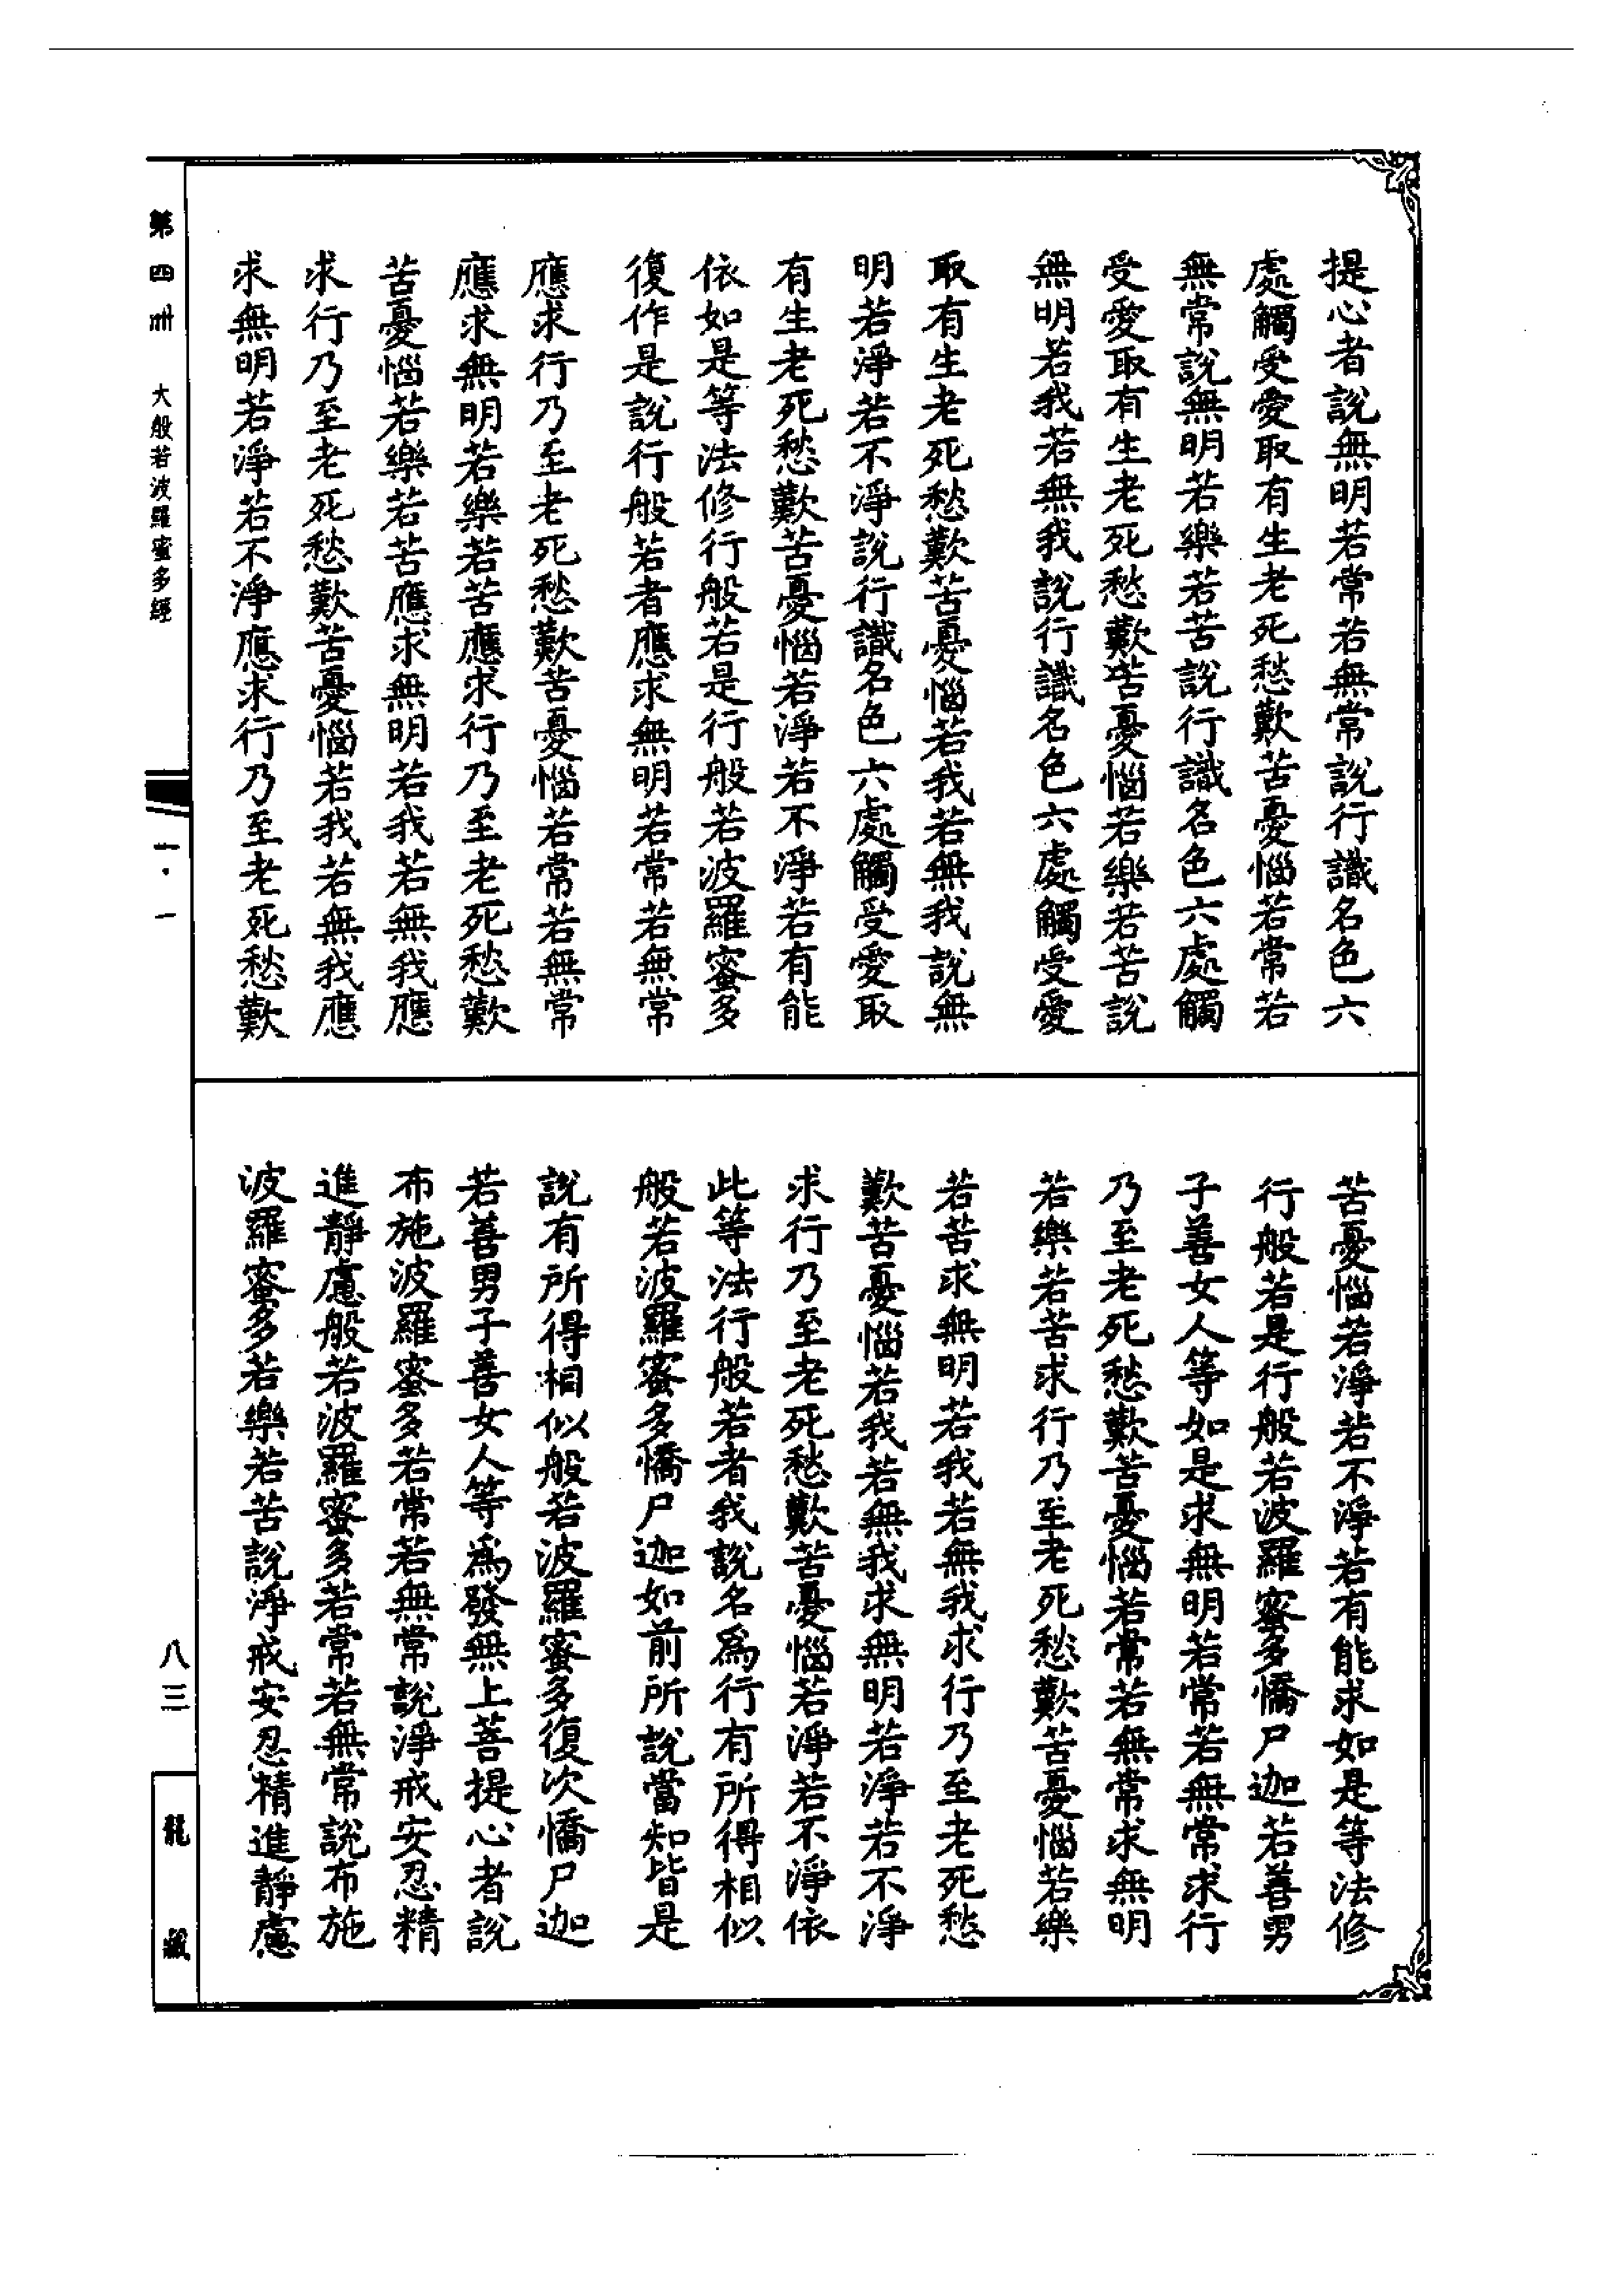 提心者說無明若常若無常說行識名色六
處觸受愛取有生老死愁歎苦憂惱若常若
無常說無明若樂若苦說行識名色六處觸
受愛取有生老死愁歎苦憂惱若樂若苦說
無明若我若無我說行識名色六處觸受愛
取有生老死愁歎苦憂惱若我若無我說無
明若淨若不淨說行識名色六處觸受愛取
有生老死愁歎苦憂惱若淨若不淨若有能
依如是等法修行般若是行般若波羅蜜多
復作是說行般若者應求無明若常若無常
應求行乃至老死愁歎苦憂惱若常若無常
應求無明若樂若苦應求行乃至老死愁歎
苦憂惱若樂若苦應求無明若我若無我應
求行乃至老死愁歎苦憂惱若我若無我應
求無明若淨若不淨應求行乃至老死愁歎
苦憂惱若淨若不淨若有能求如是等法修
行般若是行般若波羅蜜多憍尸迦若善男
子善女人等如是求無明若常若無常求行
乃至老死愁歎苦憂惱若常若無常求無明
若樂若苦求行乃至老死愁歎苦憂惱若樂
若苦求無明若我若無我求行乃至老死愁
歎苦憂惱若我若無我求無明若淨若不淨
求行乃至老死愁歎苦憂惱若淨若不淨依
此等法行般若者我說名為行有所得相似
般若波羅蜜多憍尸迦如前所說當知皆是
說有所得相似般若波羅蜜多復次憍尸迦
若善男子善女人等為發無上菩提心者說
布施波羅蜜多若常若無常說淨戒安忍精
進靜慮般若波羅蜜多若常若無常說布施
波羅蜜多若樂若苦說淨戒安忍精進靜慮
第四冊 大般若波羅蜜多經
一·一
八三
龍藏